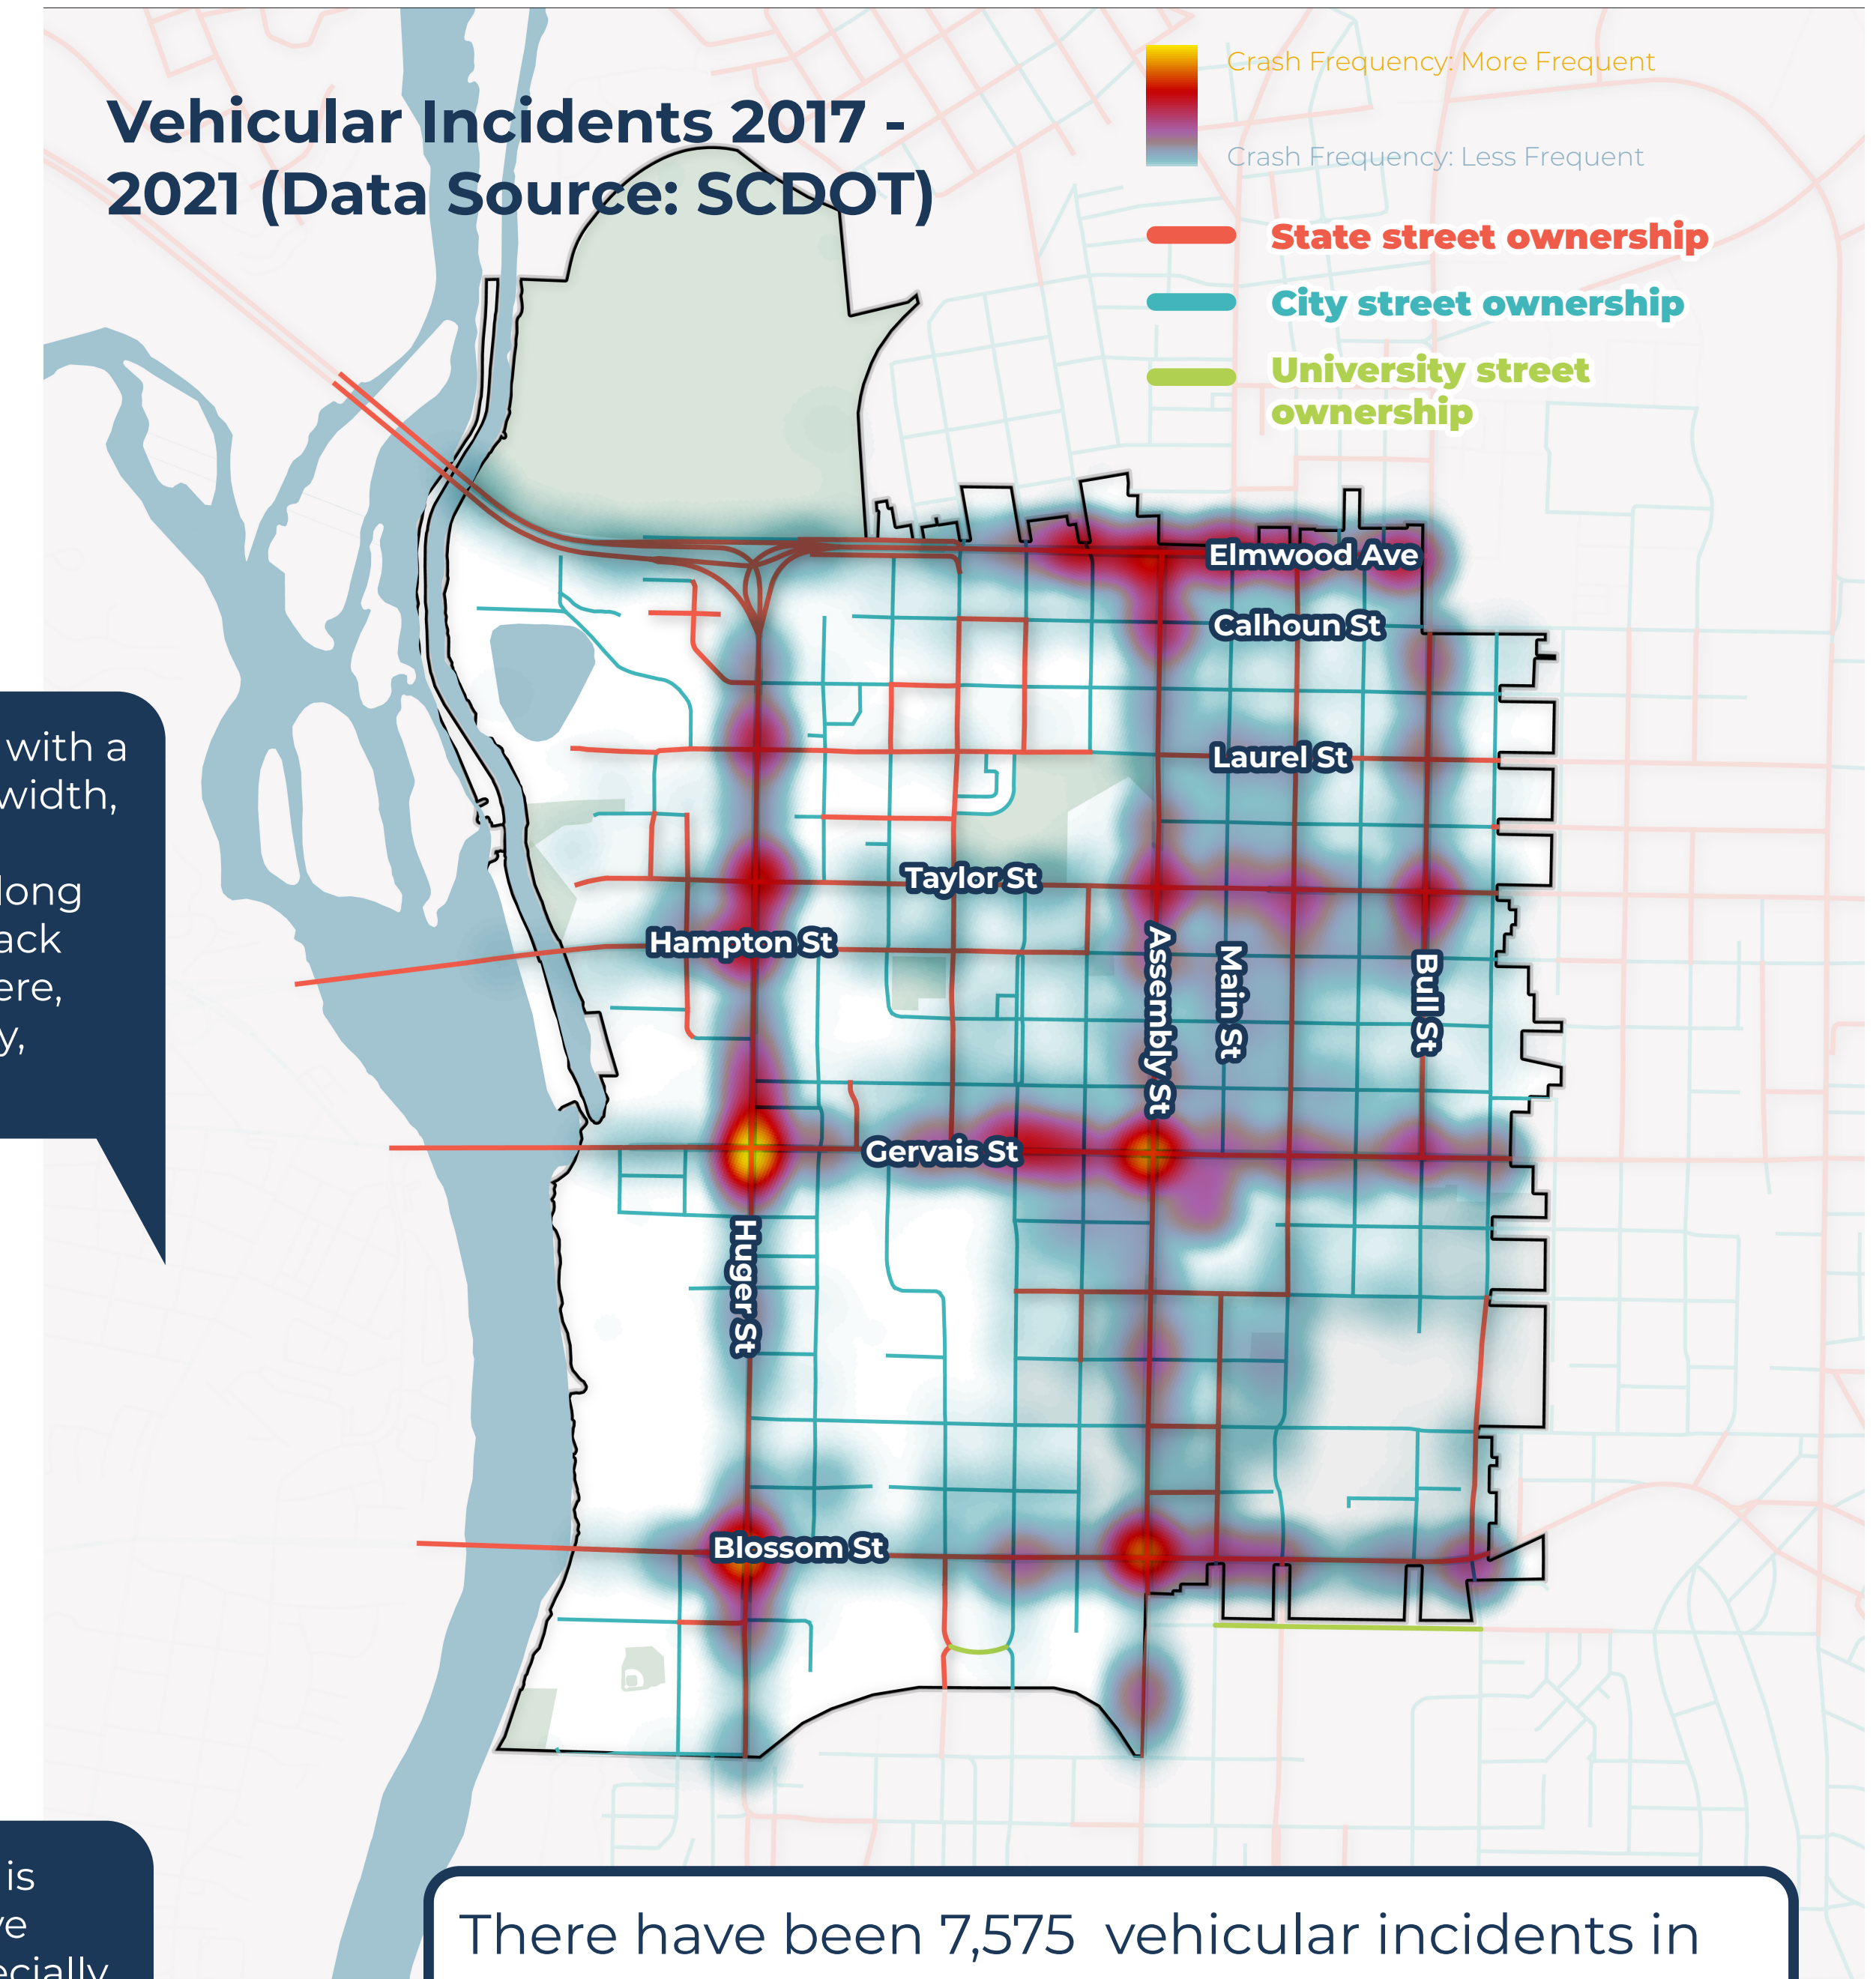 Vehicular Incidents 2017 -
2021 (Data Source: SCDOT)
Crash Frequency: More Frequent
Crash Frequency: Less Frequent
State street ownership
City street ownership
University street
ownership
Elmwood Ave
Calhoun St
Laurel St
Taylor St
Hampton St
Assembly St
Main St
Bull St
Gervais St
Huger St
Blossom St
with a
width,
long
ack
ere,
y,
is
ve
ecially
There have been 7,575 vehicular incidents in